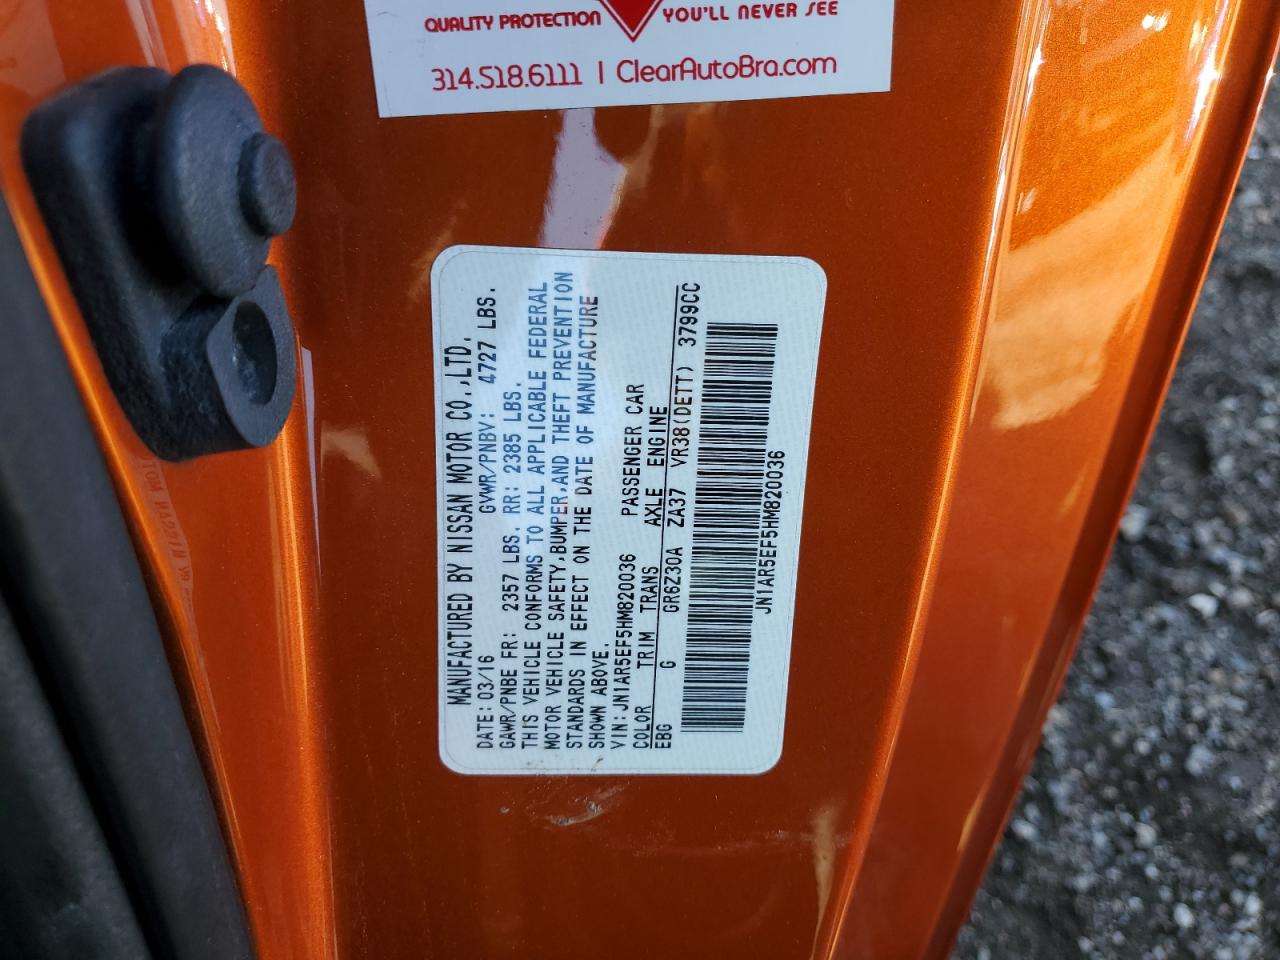 QUALITY PROTECTION YOU'LL NEVER SEE
314.518.6111 | ClearAutoBra.com
MANUFACTURED BY NISSAN MOTOR CO.,LTD.
DATE: 03/16 GVWR/PNBV: 4727 LBS.
GAWR/PNBE FR: 2357 LBS. RR: 2385 LBS.
THIS VEHICLE CONFORMS TO ALL APPLICABLE FEDERAL
MOTOR VEHICLE SAFETY,BUMPER,AND THEFT PREVENTION
STANDARDS IN EFFECT ON THE DATE OF MANUFACTURE
SHOWN ABOVE.
VIN: JN1AR5EF5HM820036 PASSENGER CAR
COLOR TRIM TRANS AXLE ENGINE
EBG G GR6Z30A ZA37 VR38(DETT) 3799CC
JN1AR5EF5HM820036